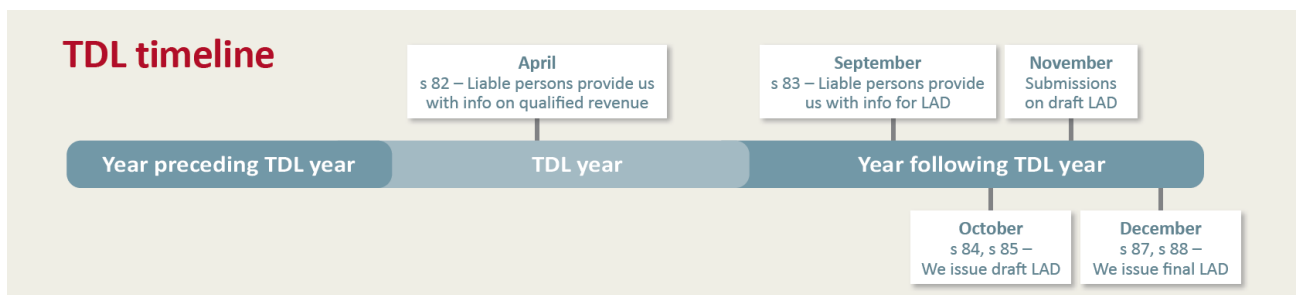 TDL timeline
April
s 82 – Liable persons provide us
with info on qualified revenue
September
s 83 – Liable persons provide
us with info for LAD
November
Submissions
on draft LAD
Year preceding TDL year
TDL year
Year following TDL year
October
s 84, s 85 –
We issue draft LAD
December
s 87, s 88 –
We issue final LAD